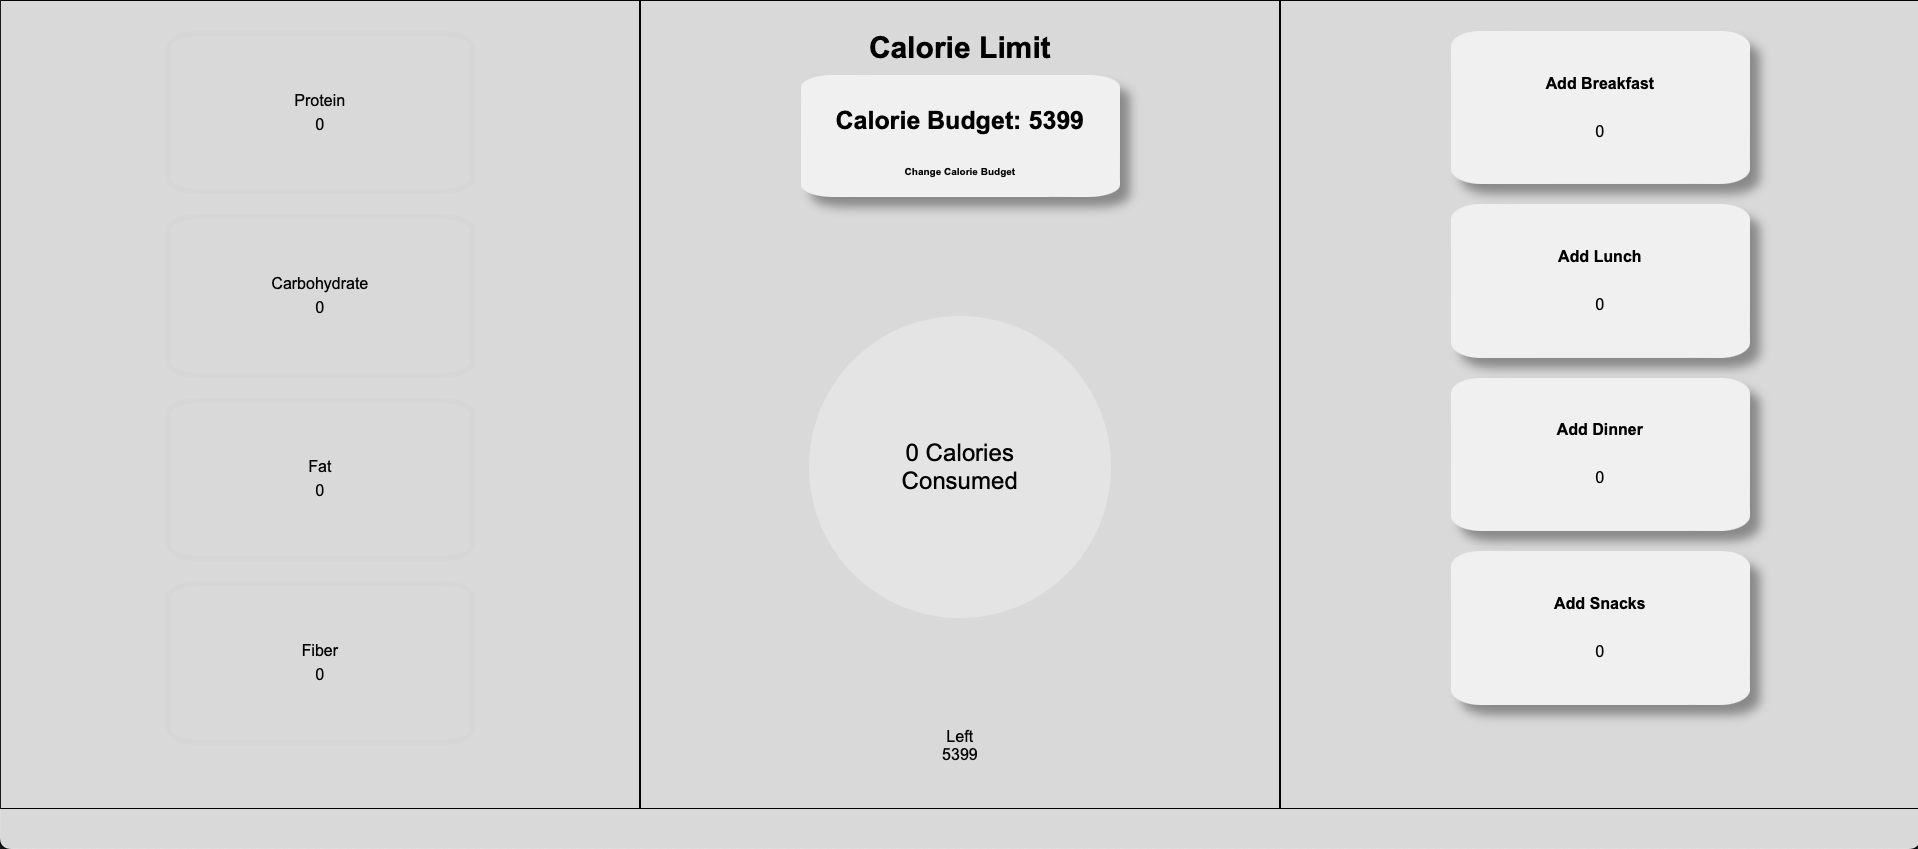 Protein
0
Carbohydrate
0
Fat
0
Fiber
0
Calorie Limit
Calorie Budget: 5399
Change Calorie Budget
0 Calories
Consumed
Left
5399
Add Breakfast
0
Add Lunch
0
Add Dinner
0
Add Snacks
0